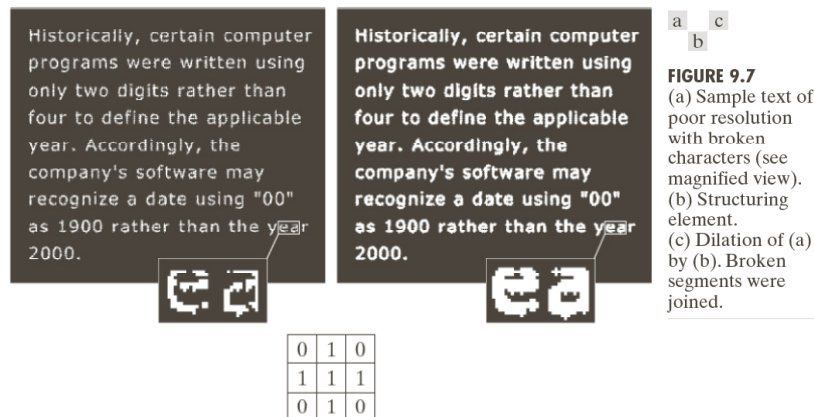 Historically, certain computer
programs were written using
only two digits rather than
four to define the applicable
year. Accordingly, the
company's software may
recognize a date using "00"
as 1900 rather than the year
2000.
e a
Historically, certain computer
programs were written using
only two digits rather than
four to define the applicable
year. Accordingly, the
company's software may
recognize a date using "00"
as 1900 rather than the year
2000.
e a
0 1 0
1 1 1
0 1 0
a c
b
FIGURE 9.7
(a) Sample text of
poor resolution
with broken
characters (see
magnified view).
(b) Structuring
element.
(c) Dilation of (a)
by (b). Broken
segments were
joined.